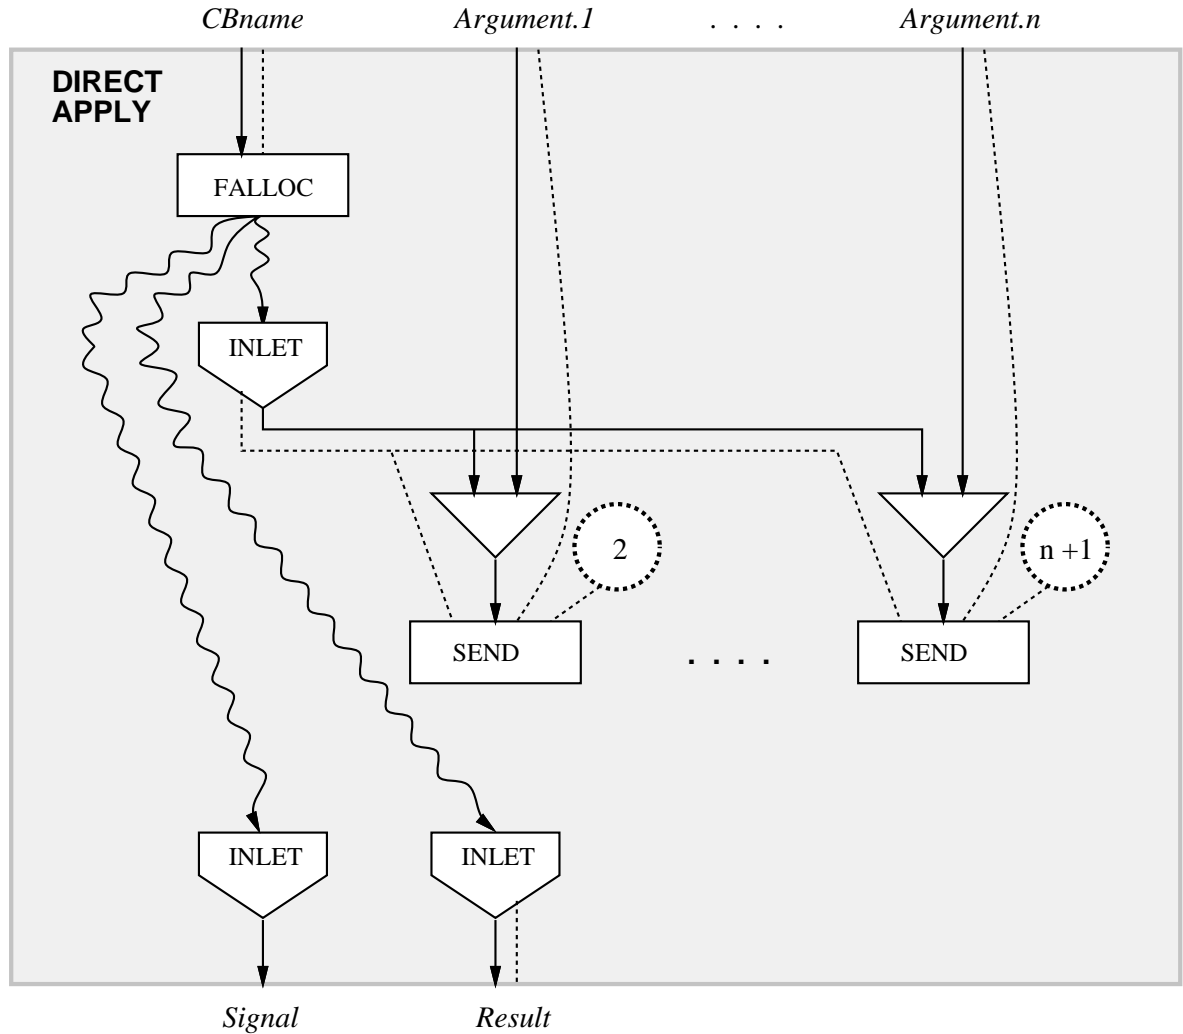 CBname Argument.1 . . . . Argument.n
DIRECT
APPLY
FALLOC
INLET
2
n +1
SEND . . . . SEND
INLET INLET
Signal Result